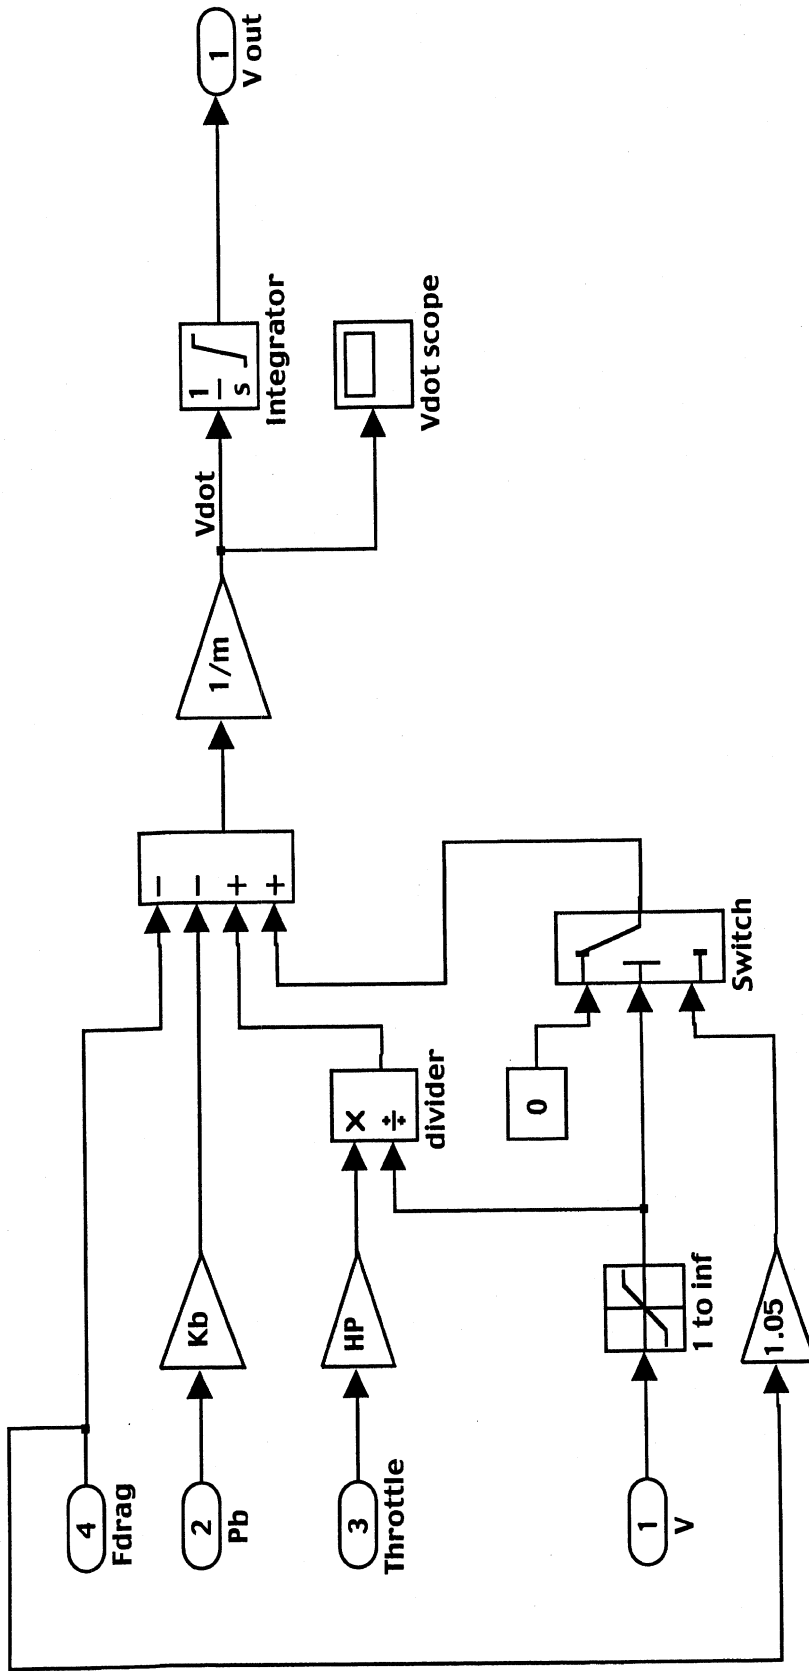 4
Fdrag
2
Pb
Kb
3
Throttle
HP
×
÷
divider
1
V
1 to inf
0
1.05
Switch
−
−
+
+
1/m
Vdot
1
s
Integrator
Vdot scope
1
V out